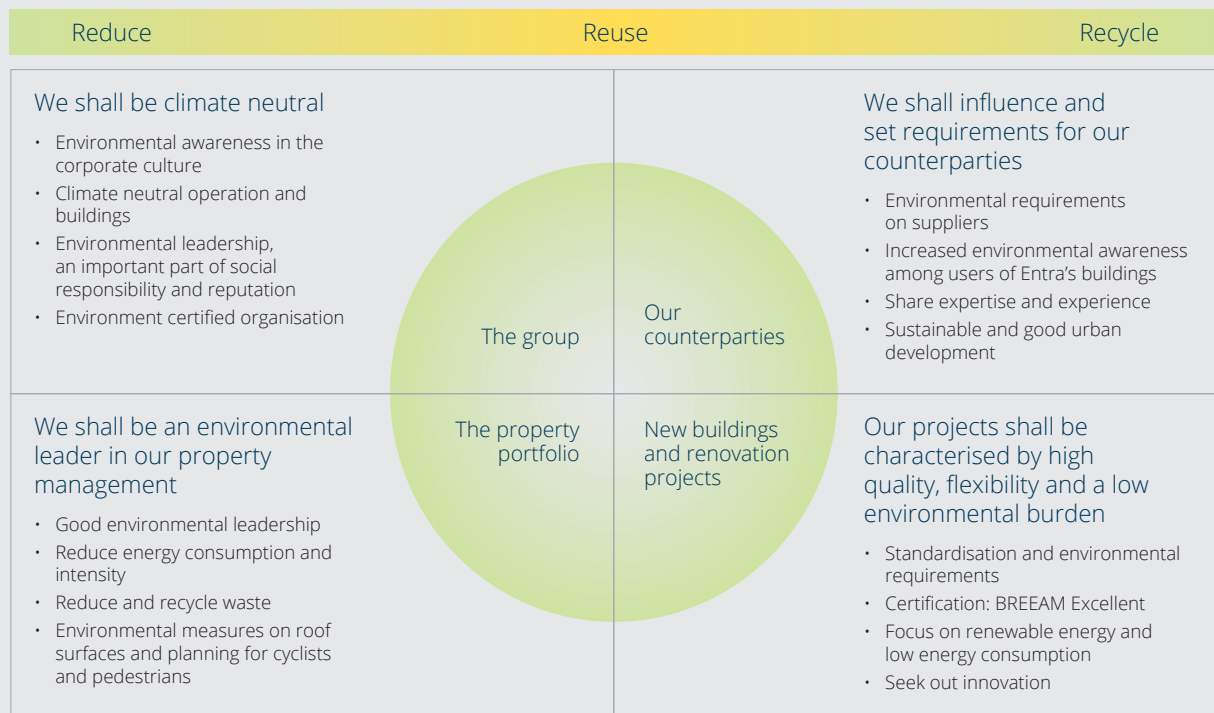 Reduce
Reuse
Recycle
We shall be climate neutral
• Environmental awareness in the
corporate culture
• Climate neutral operation and
buildings
• Environmental leadership,
an important part of social
responsibility and reputation
• Environment certified organisation
The group
Our
counterparties
We shall influence and
set requirements for our
counterparties
• Environmental requirements
on suppliers
• Increased environmental awareness
among users of Entra's buildings
• Share expertise and experience
• Sustainable and good urban
development
We shall be an environmental
leader in our property
management
• Good environmental leadership
• Reduce energy consumption and
intensity
• Reduce and recycle waste
• Environmental measures on roof
surfaces and planning for cyclists
and pedestrians
The property
portfolio
New buildings
and renovation
projects
Our projects shall be
characterised by high
quality, flexibility and a low
environmental burden
• Standardisation and environmental
requirements
• Certification: BREEAM Excellent
• Focus on renewable energy and
low energy consumption
• Seek out innovation